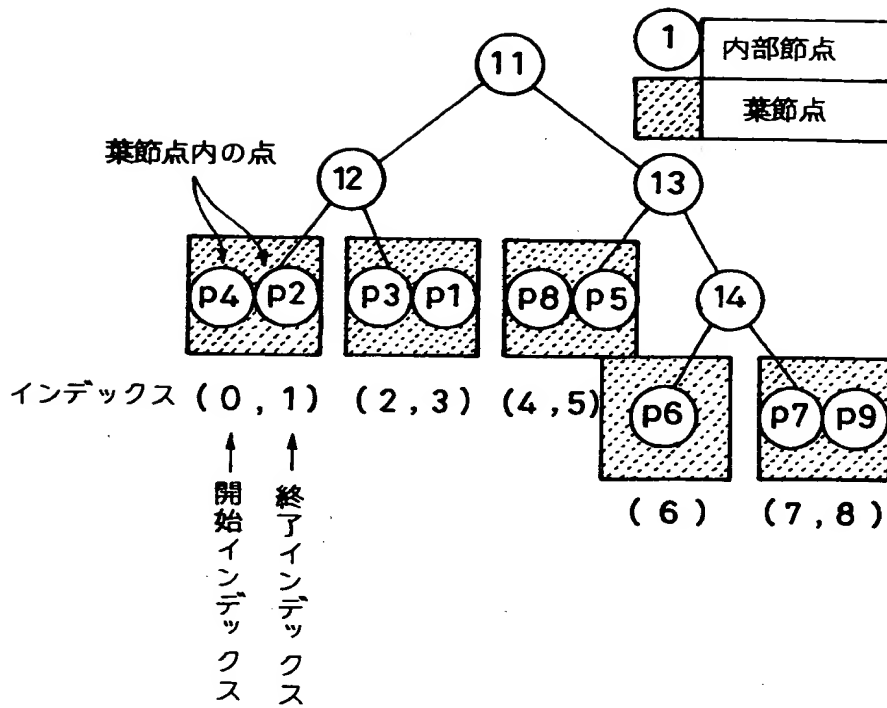 11
1
内部節点
葉節点
葉節点内の点
12
13
p4 p2
p3 p1
p8 p5
14
インデックス (0,1) (2,3) (4,5)
p6
p7 p9
(6) (7,8)
開始インデックス
終了インデックス